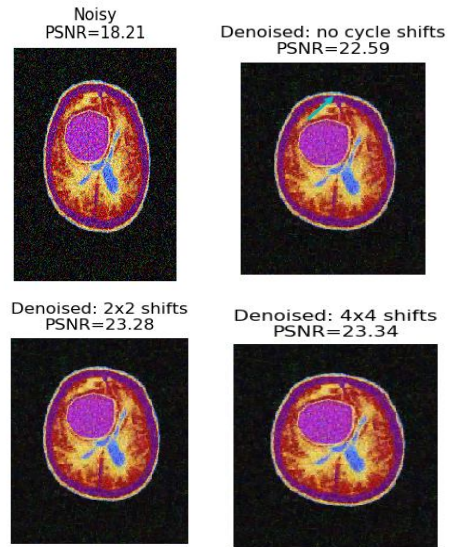 Noisy
PSNR=18.21
Denoised: no cycle shifts
PSNR=22.59
Denoised: 2x2 shifts
PSNR=23.28
Denoised: 4x4 shifts
PSNR=23.34